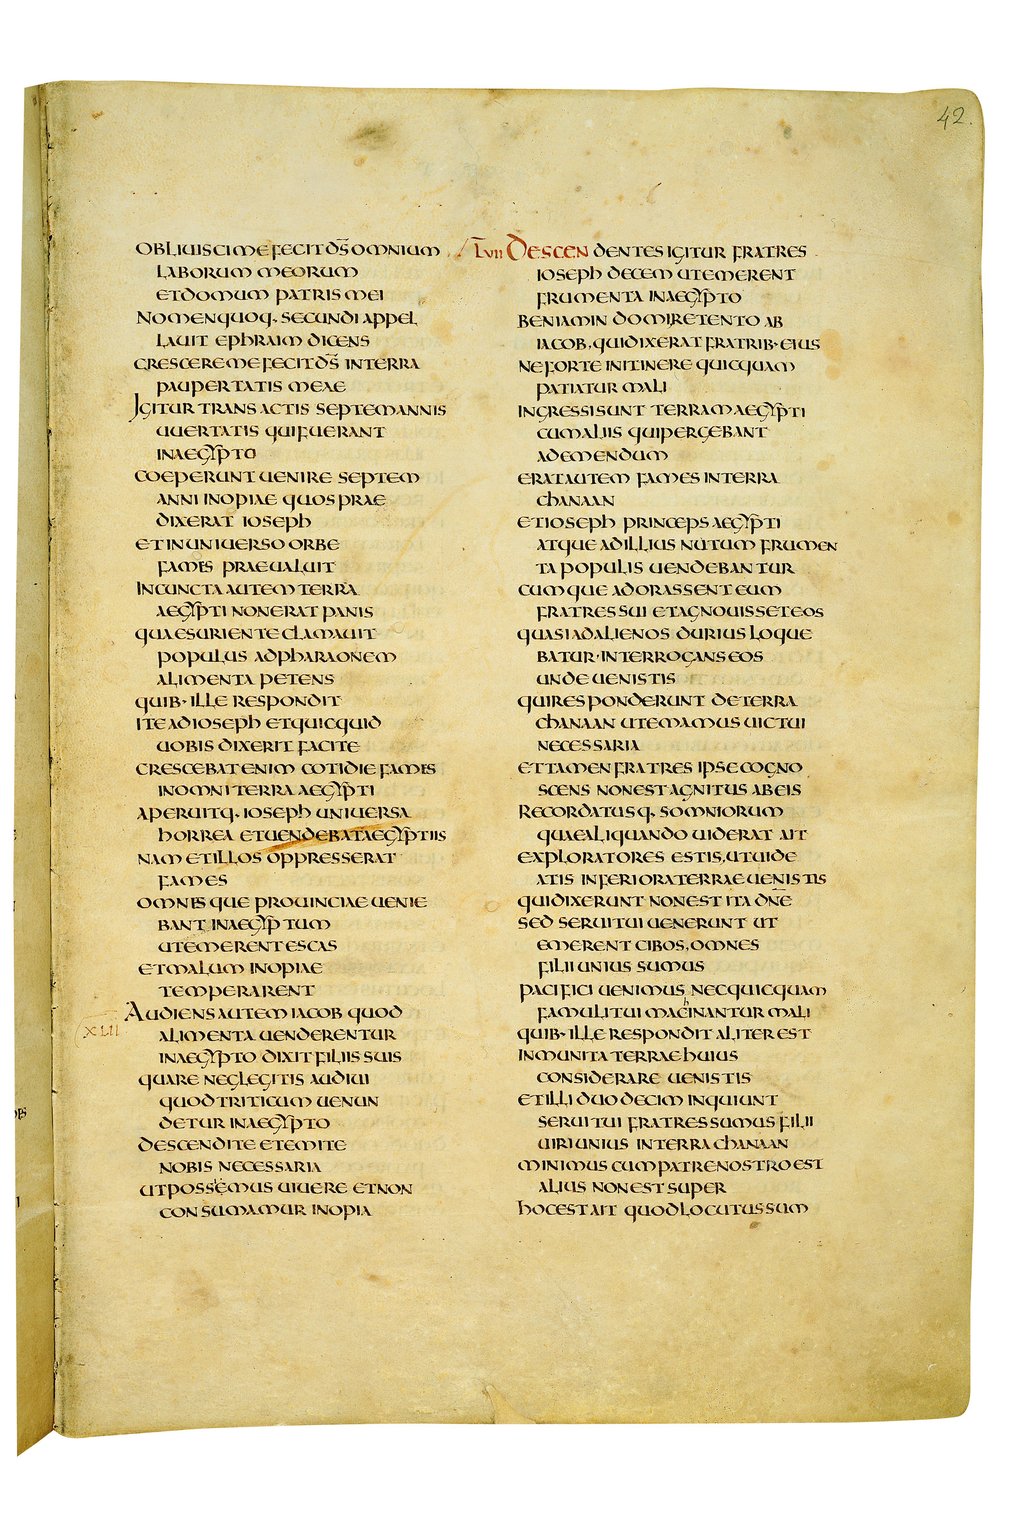 42.
OBLIUISCI ME FECIT D̄S̄ OMNIUM
LABORUM MEORUM
ET DOMUM PATRIS MEI
NOMENQUOQ· SECUNDI APPEL
LAUIT EPHRAIM DICENS
CRESCERE ME FECIT D̄S̄ IN TERRA
PAUPERTATIS MEAE
IGITUR TRANSACTIS SEPTEM ANNIS
UUERTATIS QUI FUERANT
IN AEGYPTO
COEPERUNT UENIRE SEPTEM
ANNI INOPIAE QUOS PRAE
DIXERAT IOSEPH
ET IN UNIUERSO ORBE
FAMES PRAEUALUIT
IN CUNCTA AUTEM TERRA
AEGYPTI NON ERAT PANIS
QUA ESURIENTE CLAMAUIT
POPULUS AD PHARAONEM
ALIMENTA PETENS
QUIB· ILLE RESPONDIT
ITE AD IOSEPH ET QUICQUID
UOBIS DIXERIT FACITE
CRESCEBAT ENIM COTIDIE FAMES
IN OMNI TERRA AEGYPTI
APERUITQ· IOSEPH UNIUERSA
HORREA ET UENDEBAT AEGYPTIIS
NAM ET ILLOS OPPRESSERAT
FAMES
OMNESQUE PROUINCIAE UENIE
BANT IN AEGYPTUM
UT EMERENT ESCAS
ET MALUM INOPIAE
TEMPERARENT
AUDIENS AUTEM IACOB QUOD
XLII
ALIMENTA UENDERENTUR
IN AEGYPTO DIXIT FILIIS SUIS
QUARE NEGLEGITIS AUDIUI
QUOD TRITICUM UENUN
DETUR IN AEGYPTO
DESCENDITE ET EMITE
NOBIS NECESSARIA
UT POSSEMUS UIUERE ET NON
CONSUMAMUR INOPIA
LVII DESCENDENTES IGITUR FRATRES
IOSEPH DECEM UT EMERENT
FRUMENTA IN AEGYPTO
BENIAMIN DOMI RETENTO AB
IACOB, QUI DIXERAT FRATRIB· EIUS
NE FORTE IN ITINERE QUICQUAM
PATIATUR MALI
INGRESSI SUNT TERRAM AEGYPTI
CUM ALIIS QUI PERGEBANT
AD EMENDUM
ERAT AUTEM FAMES IN TERRA
CHANAAN
ET IOSEPH PRINCEPS AEGYPTI
ATQUE AD ILLIUS NUTUM FRUMEN
TA POPULIS UENDEBANTUR
CUMQUE ADORASSENT EUM
FRATRES SUI ET AGNOUISSET EOS
QUASI AD ALIENOS DURIUS LOQUE
BATUR· INTERROGANS EOS
UNDE UENISTIS
QUI RESPONDERUNT DE TERRA
CHANAAN UT EMAMUS UICTUI
NECESSARIA
ET TAMEN FRATRES IPSE COGNO
SCENS NON EST AGNITUS AB EIS
RECORDATUSQ· SOMNIORUM
QUAE ALIQUANDO UIDERAT AIT
EXPLORATORES ESTIS, UT UIDE
ATIS INFERIORA TERRAE UENISTIS
QUI DIXERUNT NON EST ITA D̄N̄E
SED SERUI TUI UENERUNT UT
EMERENT CIBOS, OMNES
FILII UNIUS SUMUS
PACIFICI UENIMUS NEC QUICQUAM
FAMULI TUI MACHINANTUR MALI
QUIB· ILLE RESPONDIT ALITER EST
INMUNITA TERRAE HUIUS
CONSIDERARE UENISTIS
ET ILLI DUODECIM INQUIUNT
SERUI TUI FRATRES SUMUS FILII
UIRI UNIUS IN TERRA CHANAAN
MINIMUS CUM PATRE NOSTRO EST
ALIUS NON EST SUPER
HOC EST AIT QUOD LOCUTUS SUM